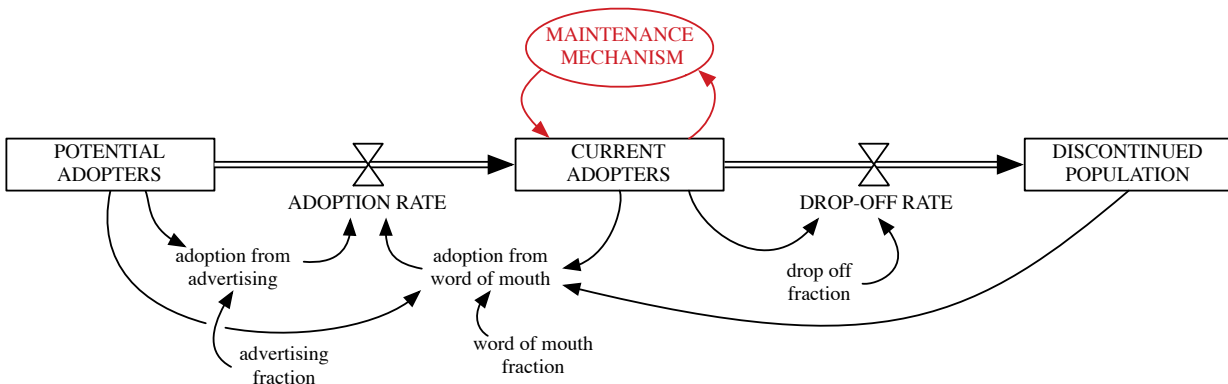 MAINTENANCE
MECHANISM
POTENTIAL
ADOPTERS
CURRENT
ADOPTERS
DISCONTINUED
POPULATION
ADOPTION RATE
DROP-OFF RATE
adoption from
advertising
adoption from
word of mouth
drop off
fraction
advertising
fraction
word of mouth
fraction